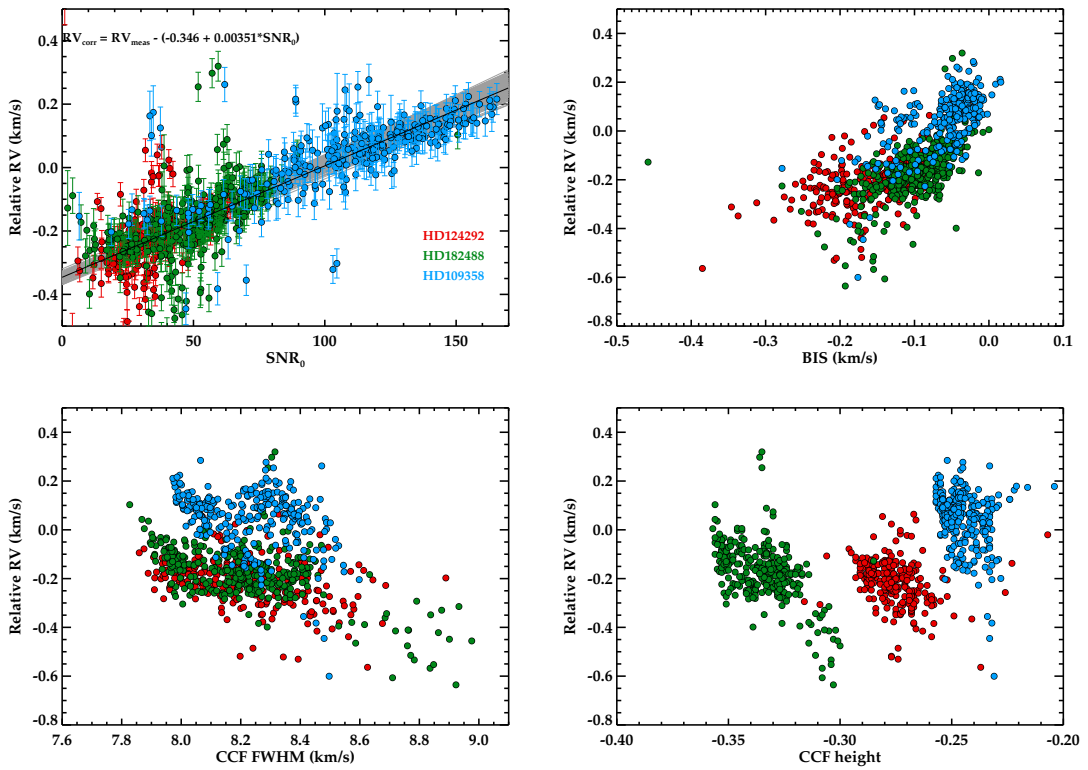 RV_corr = RV_meas - (-0.346 + 0.00351*SNR_0)
0.4
0.2
0.0
-0.2
-0.4
Relative RV (km/s)
HD124292
HD182488
HD109358
0 50 100 150
SNR_0
0.4
0.2
0.0
-0.2
-0.4
-0.6
-0.8
Relative RV (km/s)
-0.5 -0.4 -0.3 -0.2 -0.1 0.0 0.1
BIS (km/s)
0.4
0.2
0.0
-0.2
-0.4
-0.6
-0.8
Relative RV (km/s)
7.6 7.8 8.0 8.2 8.4 8.6 8.8 9.0
CCF FWHM (km/s)
0.4
0.2
0.0
-0.2
-0.4
-0.6
-0.8
Relative RV (km/s)
-0.40 -0.35 -0.30 -0.25 -0.20
CCF height